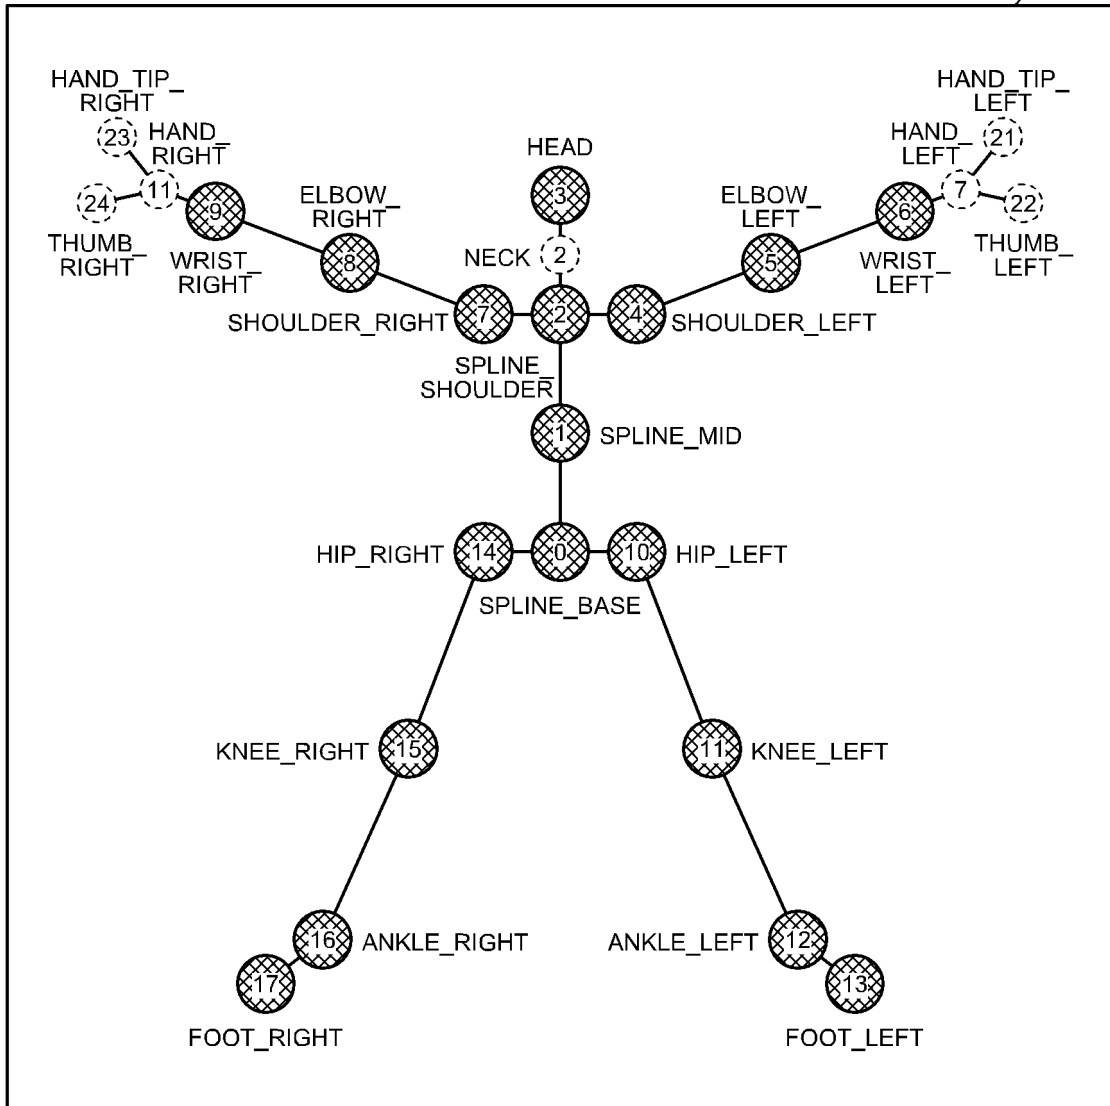 HAND_TIP_
RIGHT
HAND_TIP_
LEFT
23
HAND_
RIGHT
HEAD
HAND_
LEFT
21
24
11
9
ELBOW_
RIGHT
3
ELBOW_
LEFT
6
7
22
THUMB_
RIGHT
WRIST_
RIGHT
8
NECK
2
5
WRIST_
LEFT
THUMB_
LEFT
SHOULDER_RIGHT
7
2
4
SHOULDER_LEFT
SPLINE_
SHOULDER
1
SPLINE_MID
HIP_RIGHT
14
0
10
HIP_LEFT
SPLINE_BASE
KNEE_RIGHT
15
11
KNEE_LEFT
16
ANKLE_RIGHT
ANKLE_LEFT
12
17
13
FOOT_RIGHT
FOOT_LEFT